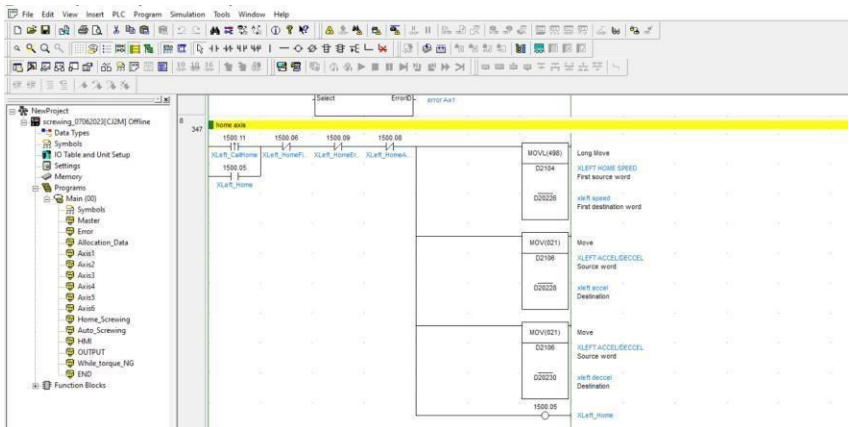 File Edit View Insert PLC Program Simulation Tools Window Help
NewProject
screwing_07062023[CJ2M] Offline
Data Types
Symbols
IO Table and Unit Setup
Settings
Memory
Programs
Main (00)
Symbols
Master
Error
Allocation_Data
Axis1
Axis2
Axis3
Axis4
Axis5
Axis6
Home_Screwing
Auto_Screwing
HMI
OUTPUT
While_torque_NG
END
Function Blocks
Select ErrorID error Axi1
8
347
home axis
1500.11 1500.06 1500.09 1500.08
XLeft_CallHome XLeft_HomeFi... XLeft_HomeEr... XLeft_HomeA...
1500.05
XLeft_Home
MOVL(498) Long Move
D2104 XLEFT HOME SPEED
First source word
D20226 xleft speed
First destination word
MOV(021) Move
D2106 XLEFT ACCEL/DECCEL
Source word
D20228 xleft accel
Destination
MOV(021) Move
D2106 XLEFT ACCEL/DECCEL
Source word
D20230 xleft deccel
Destination
1500.05
XLeft_Home